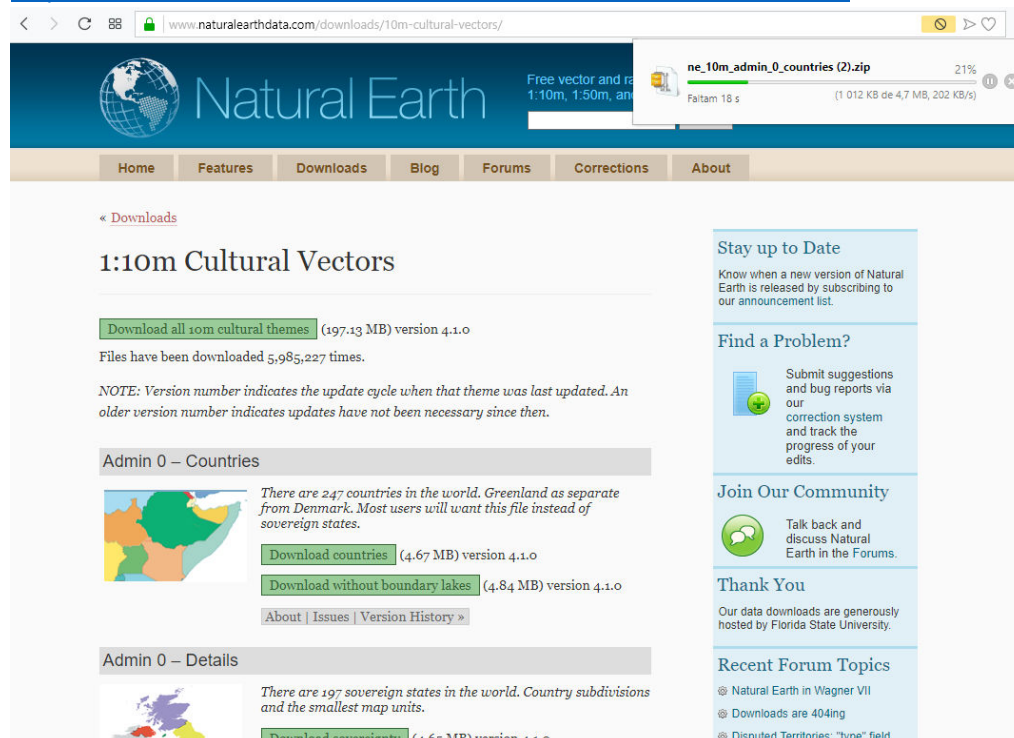 www.naturalearthdata.com/downloads/10m-cultural-vectors/
ne_10m_admin_0_countries (2).zip 21%
Faltam 18 s (1 012 KB de 4,7 MB, 202 KB/s)
Natural Earth
Free vector and ra
1:10m, 1:50m, an
Home Features Downloads Blog Forums Corrections About
« Downloads
1:10m Cultural Vectors
Download all 10m cultural themes (197.13 MB) version 4.1.0
Files have been downloaded 5,985,227 times.
NOTE: Version number indicates the update cycle when that theme was last updated. An
older version number indicates updates have not been necessary since then.
Admin 0 – Countries
There are 247 countries in the world. Greenland as separate
from Denmark. Most users will want this file instead of
sovereign states.
Download countries (4.67 MB) version 4.1.0
Download without boundary lakes (4.84 MB) version 4.1.0
About | Issues | Version History »
Admin 0 – Details
There are 197 sovereign states in the world. Country subdivisions
and the smallest map units.
Download sovereignty
version 4.1.0
Stay up to Date
Know when a new version of Natural
Earth is released by subscribing to
our announcement list.
Find a Problem?
Submit suggestions
and bug reports via
our
correction system
and track the
progress of your
edits.
Join Our Community
Talk back and
discuss Natural
Earth in the Forums.
Thank You
Our data downloads are generously
hosted by Florida State University.
Recent Forum Topics
Natural Earth in Wagner VII
Downloads are 404ing
Disputed Territories: "type" field